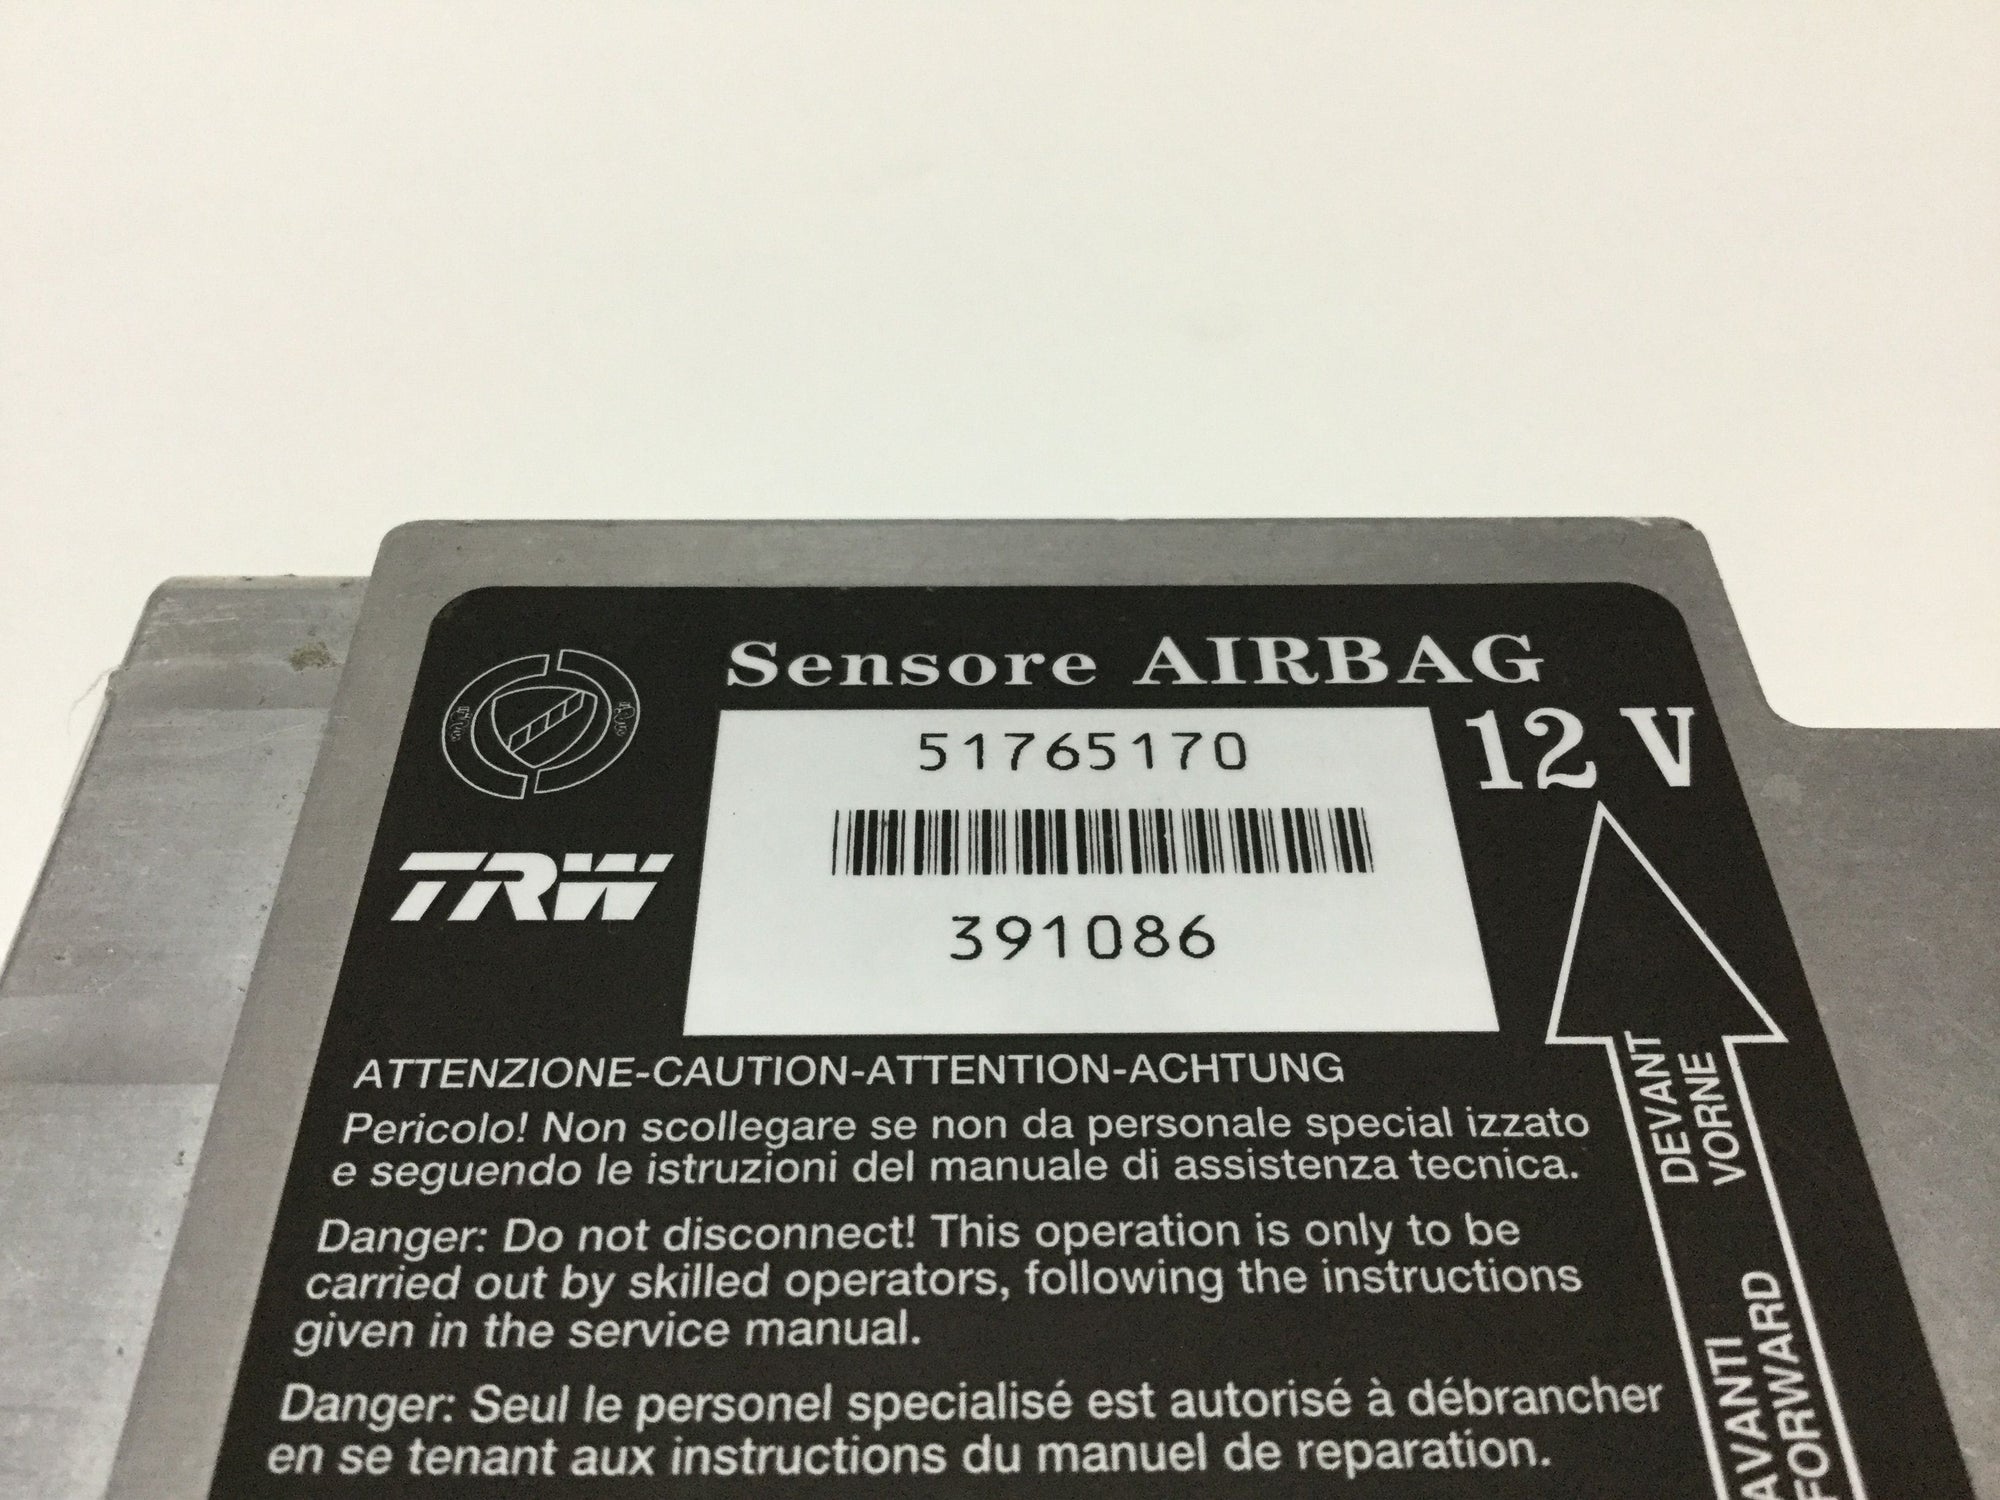 Sensore AIRBAG
51765170
12 V
TRW
391086
ATTENZIONE-CAUTION-ATTENTION-ACHTUNG
Pericolo! Non scollegare se non da personale special izzato
e seguendo le istruzioni del manuale di assistenza tecnica.
Danger: Do not disconnect! This operation is only to be
carried out by skilled operators, following the instructions
given in the service manual.
Danger: Seul le personel specialisé est autorisé à débrancher
en se tenant aux instructions du manuel de reparation.
DEVANT
VORNE
AVANTI
FORWARD